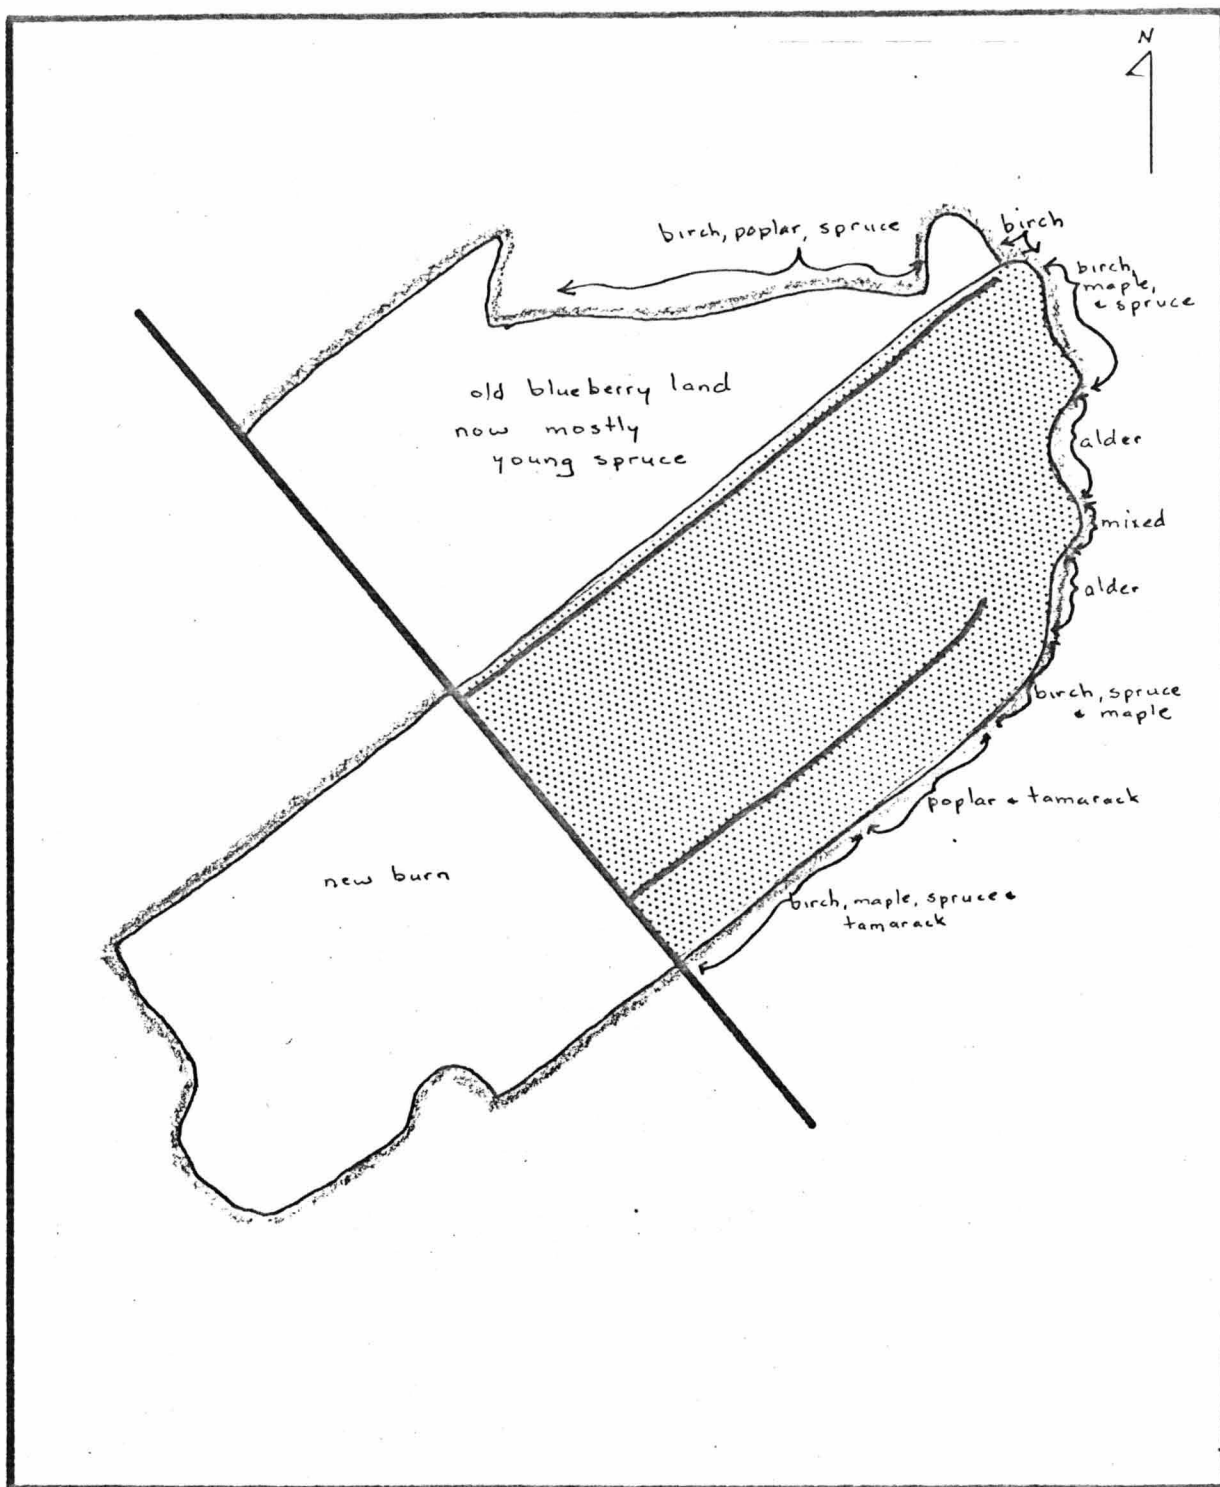 N
birch, poplar, spruce
birch
birch,
maple,
& spruce
old blueberry land
now mostly
young spruce
alder
mixed
alder
birch, spruce
& maple
poplar & tamarack
new burn
birch, maple, spruce &
tamarack